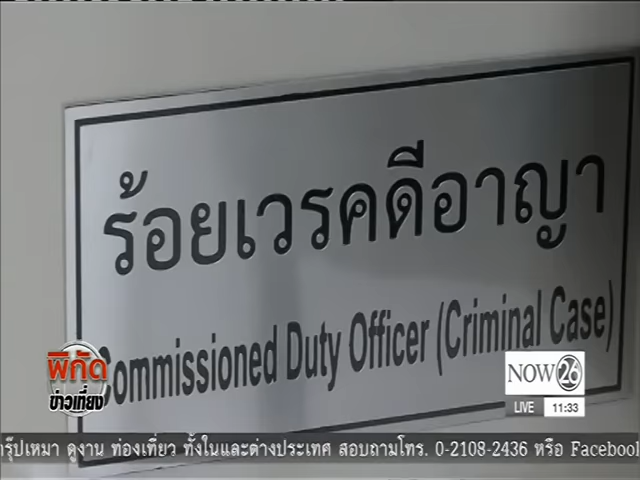 ร้อยเวรคดีอาญา
Commissioned Duty Officer (Criminal Case)
พิกัด
ข่าวเที่ยง
NOW26
LIVE 11:33
กรุ๊ปเหมา ดูงาน ท่องเที่ยว ทั้งในและต่างประเทศ สอบถามโทร. 0-2108-2436 หรือ Facebook